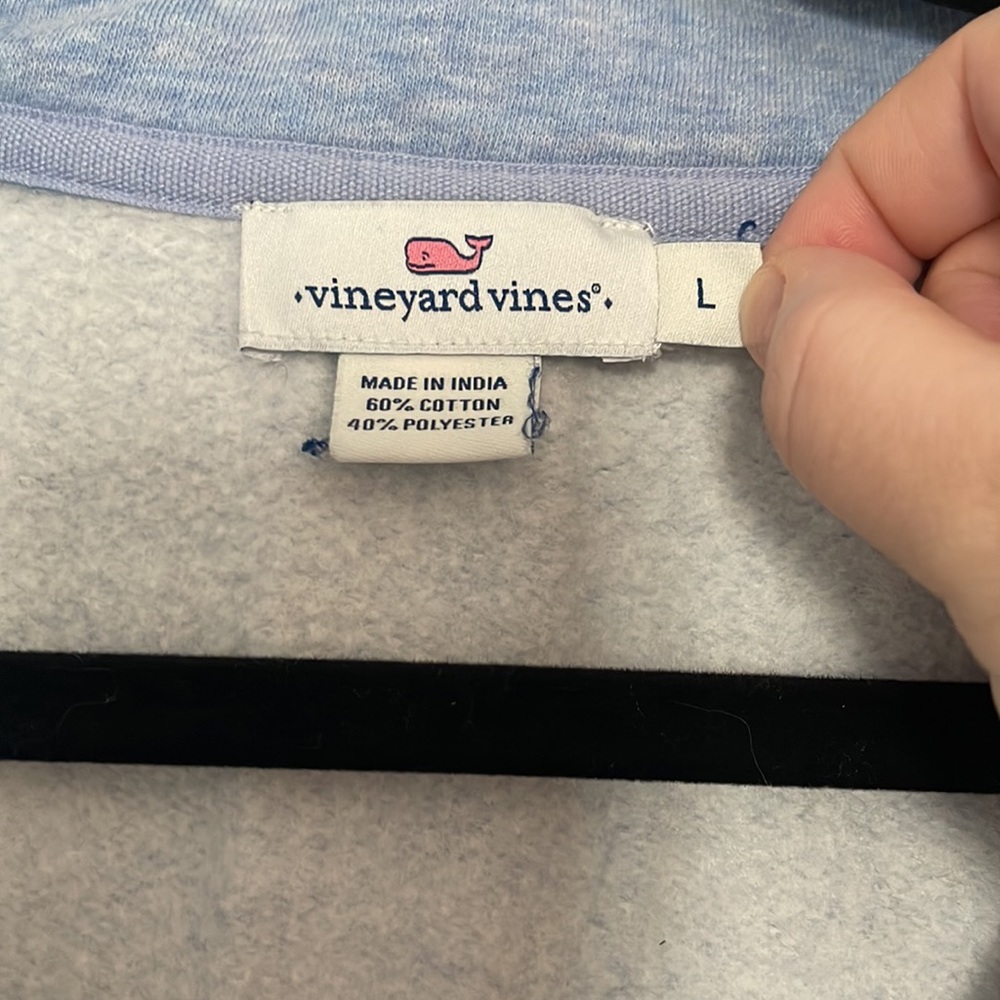 vineyard vines®
L
MADE IN INDIA
60% COTTON
40% POLYESTER